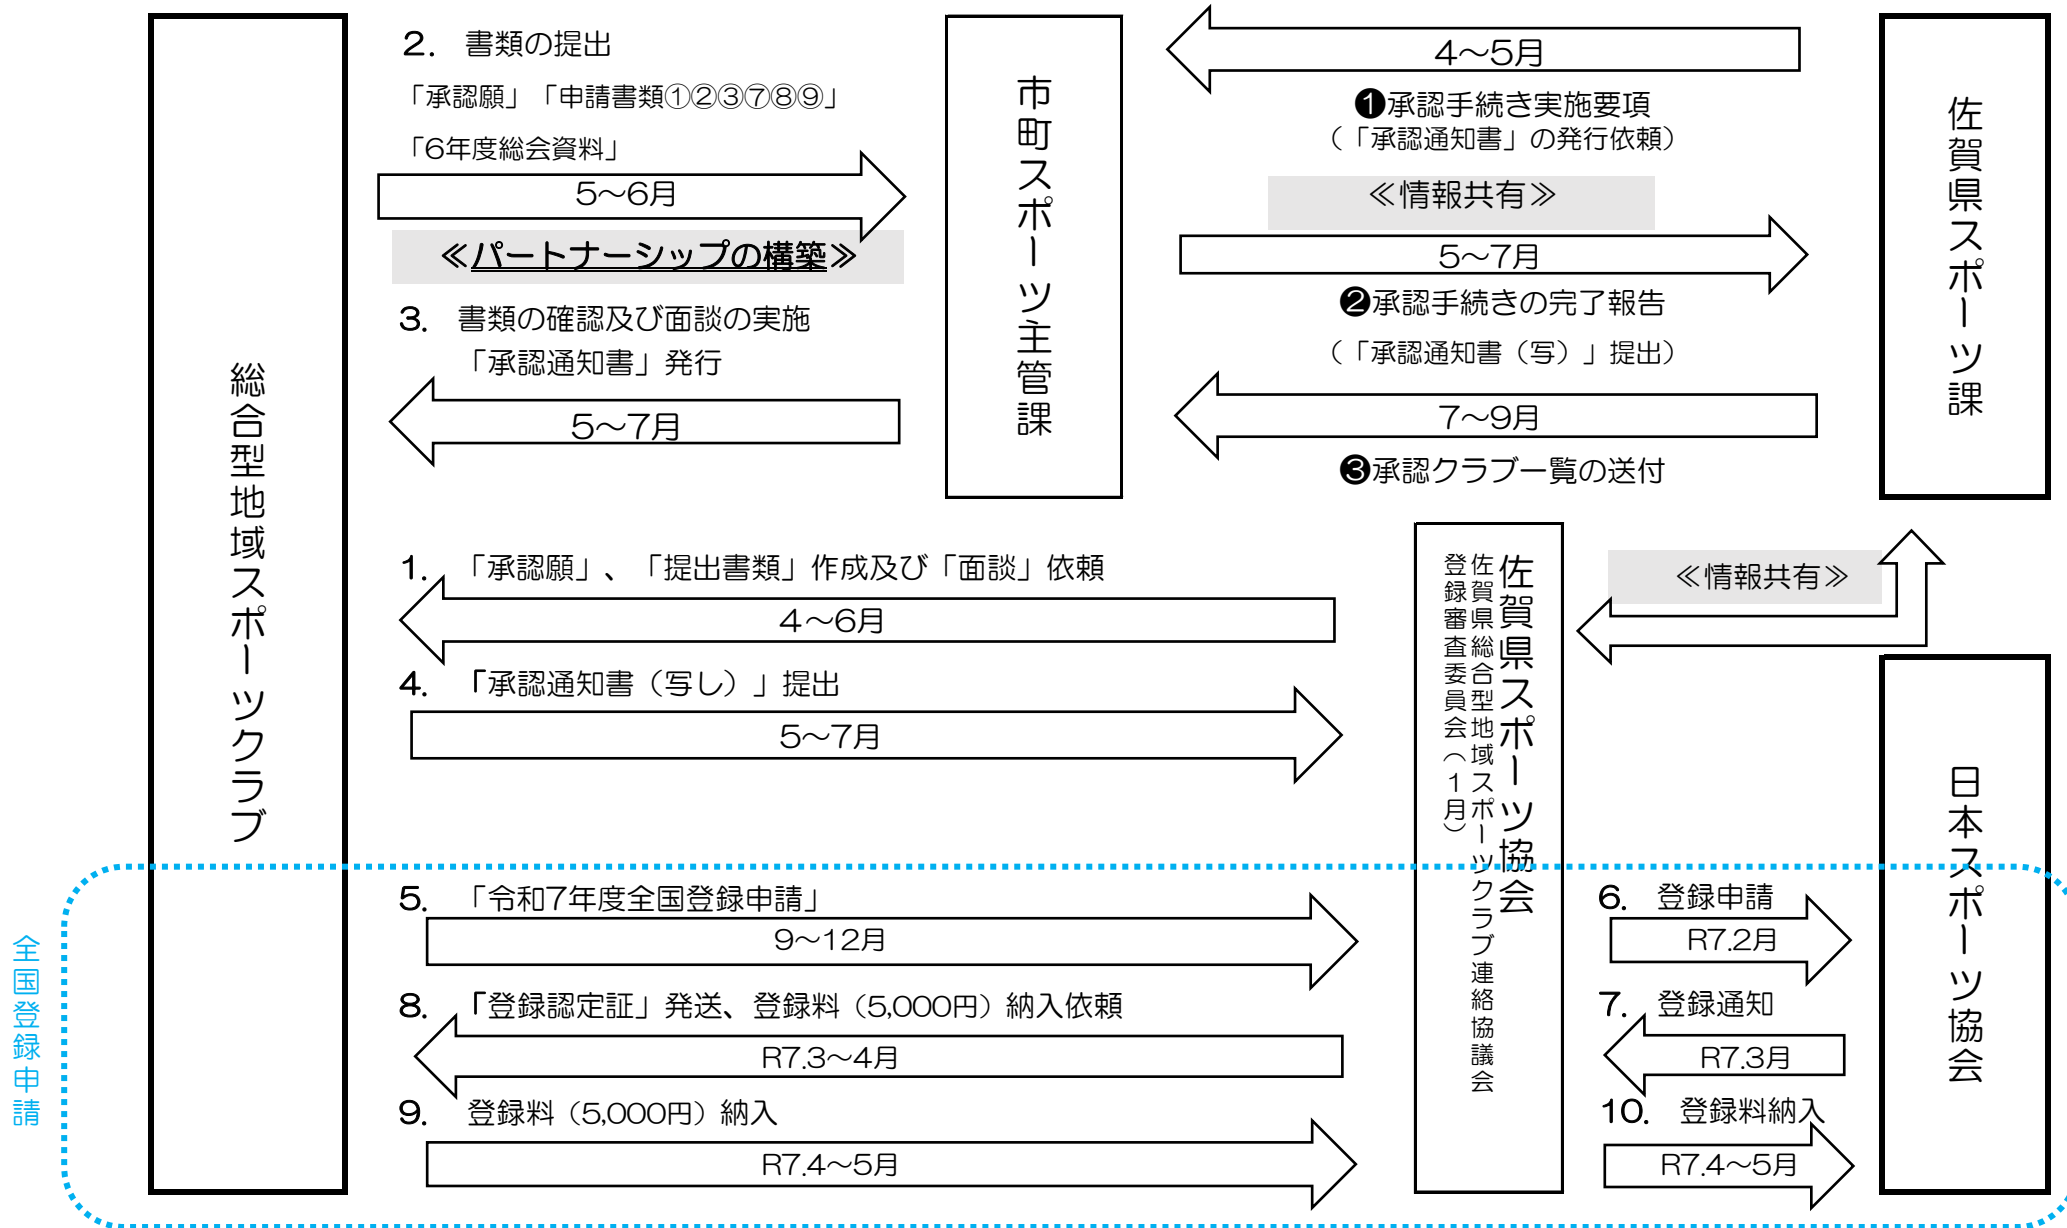 総合型地域スポーツクラブ
2. 書類の提出
「承認願」「申請書類①②③⑦⑧⑨」
「6年度総会資料」
5～6月
≪パートナーシップの構築≫
3. 書類の確認及び面談の実施
「承認通知書」発行
5～7月
市町スポーツ主管課
4～5月
❶承認手続き実施要項
（「承認通知書」の発行依頼）
≪情報共有≫
5～7月
❷承認手続きの完了報告
（「承認通知書（写）」提出）
7～9月
❸承認クラブ一覧の送付
佐賀県スポーツ課
1. 「承認願」、「提出書類」作成及び「面談」依頼
4～6月
4. 「承認通知書（写し）」提出
5～7月
佐賀県スポーツ協会
佐賀県総合型地域スポーツクラブ連絡協議会
登録審査委員会（1月）
≪情報共有≫
日本スポーツ協会
全国登録申請
5. 「令和7年度全国登録申請」
9～12月
6. 登録申請
R7.2月
8. 「登録認定証」発送、登録料（5,000円）納入依頼
R7.3～4月
7. 登録通知
R7.3月
9. 登録料（5,000円）納入
R7.4～5月
10. 登録料納入
R7.4～5月